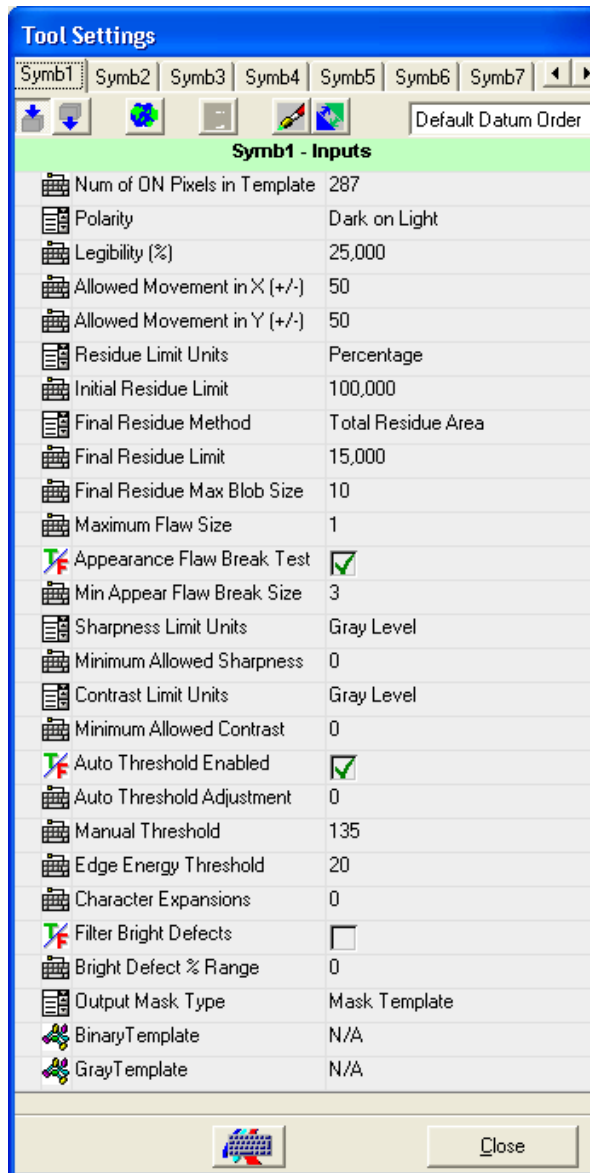 Tool Settings
Symb1 Symb2 Symb3 Symb4 Symb5 Symb6 Symb7
Default Datum Order
Symb1 - Inputs
Num of ON Pixels in Template 287
Polarity Dark on Light
Legibility (%) 25,000
Allowed Movement in X (+/-) 50
Allowed Movement in Y (+/-) 50
Residue Limit Units Percentage
Initial Residue Limit 100,000
Final Residue Method Total Residue Area
Final Residue Limit 15,000
Final Residue Max Blob Size 10
Maximum Flaw Size 1
T/F Appearance Flaw Break Test
Min Appear Flaw Break Size 3
Sharpness Limit Units Gray Level
Minimum Allowed Sharpness 0
Contrast Limit Units Gray Level
Minimum Allowed Contrast 0
T/F Auto Threshold Enabled
Auto Threshold Adjustment 0
Manual Threshold 135
Edge Energy Threshold 20
Character Expansions 0
T/F Filter Bright Defects
Bright Defect % Range 0
Output Mask Type Mask Template
BinaryTemplate N/A
GrayTemplate N/A
Close